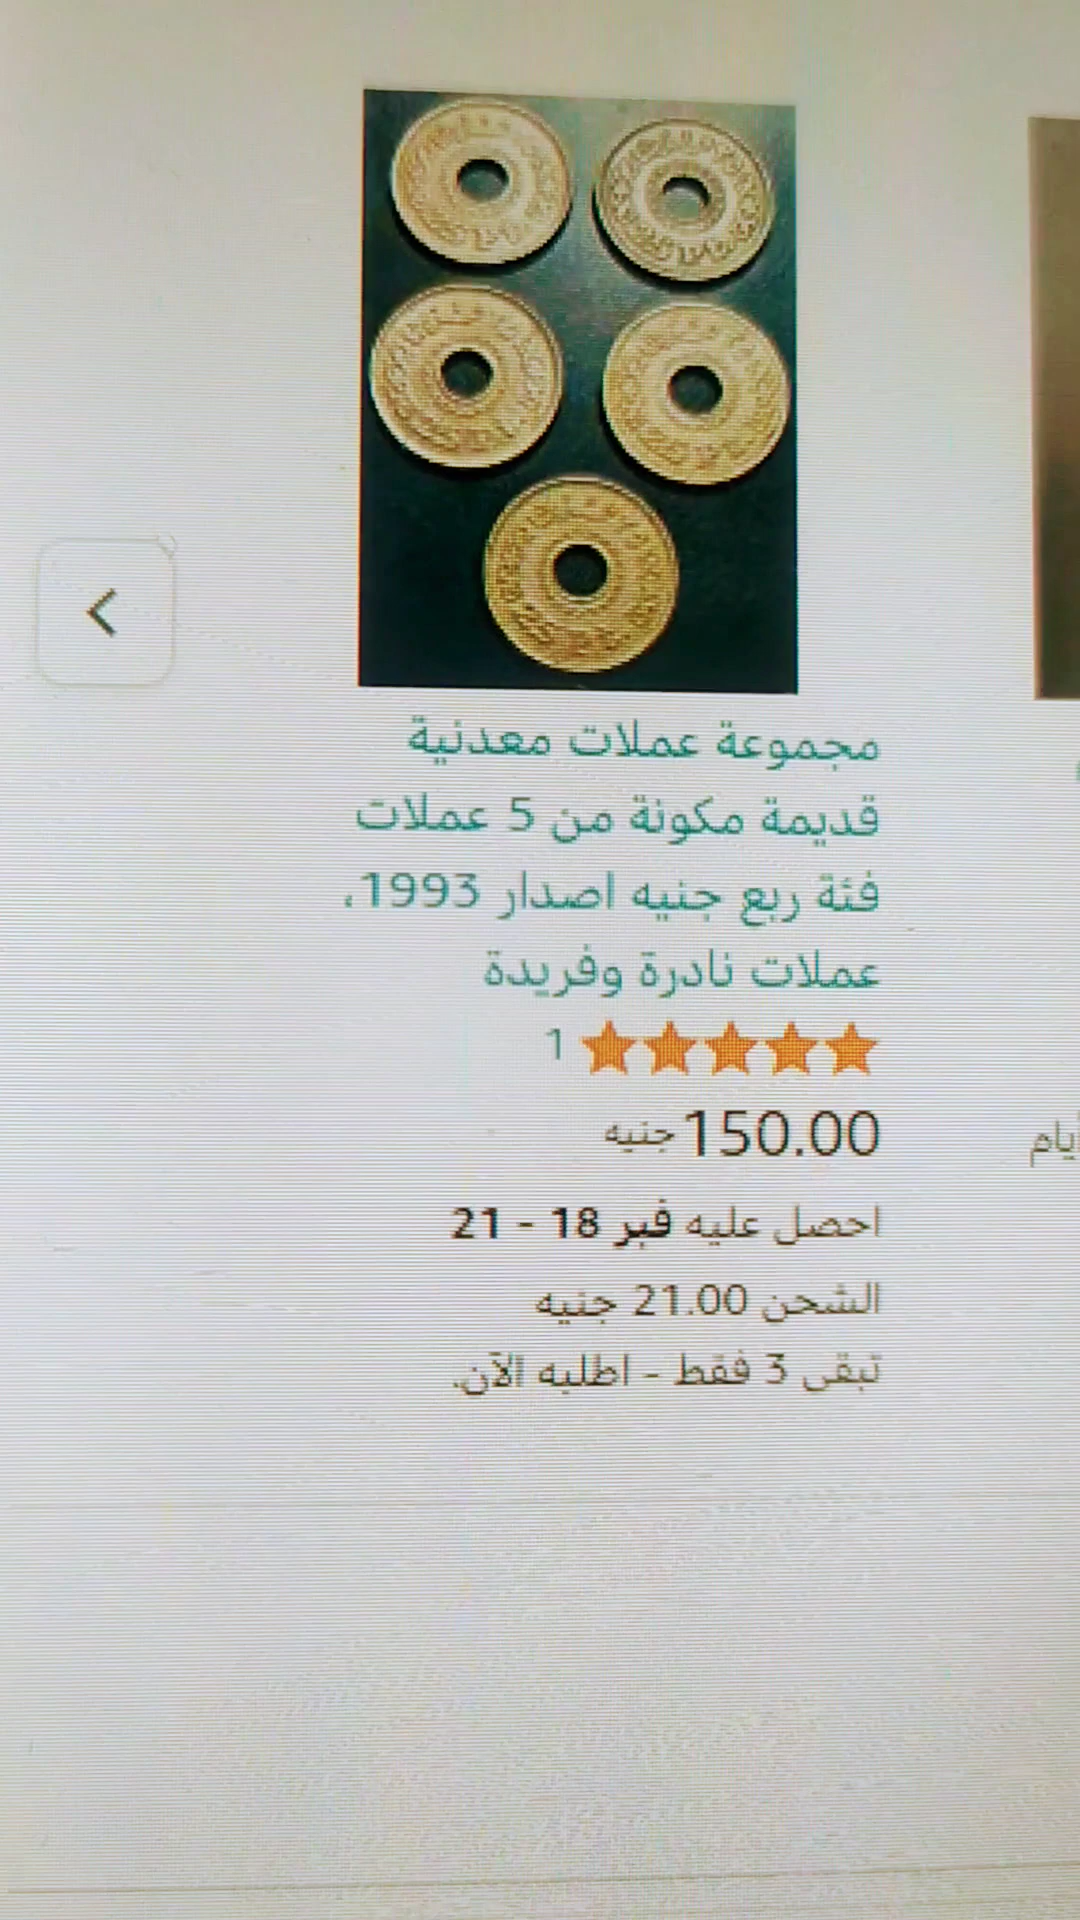 مجموعة عملات معدنية
قديمة مكونة من 5 عملات
فئة ربع جنيه اصدار 1993،
عملات نادرة وفريدة
1
150.00 جنيه
احصل عليه فبر 18 - 21
الشحن 21.00 جنيه
تبقى 3 فقط - اطلبه الآن.